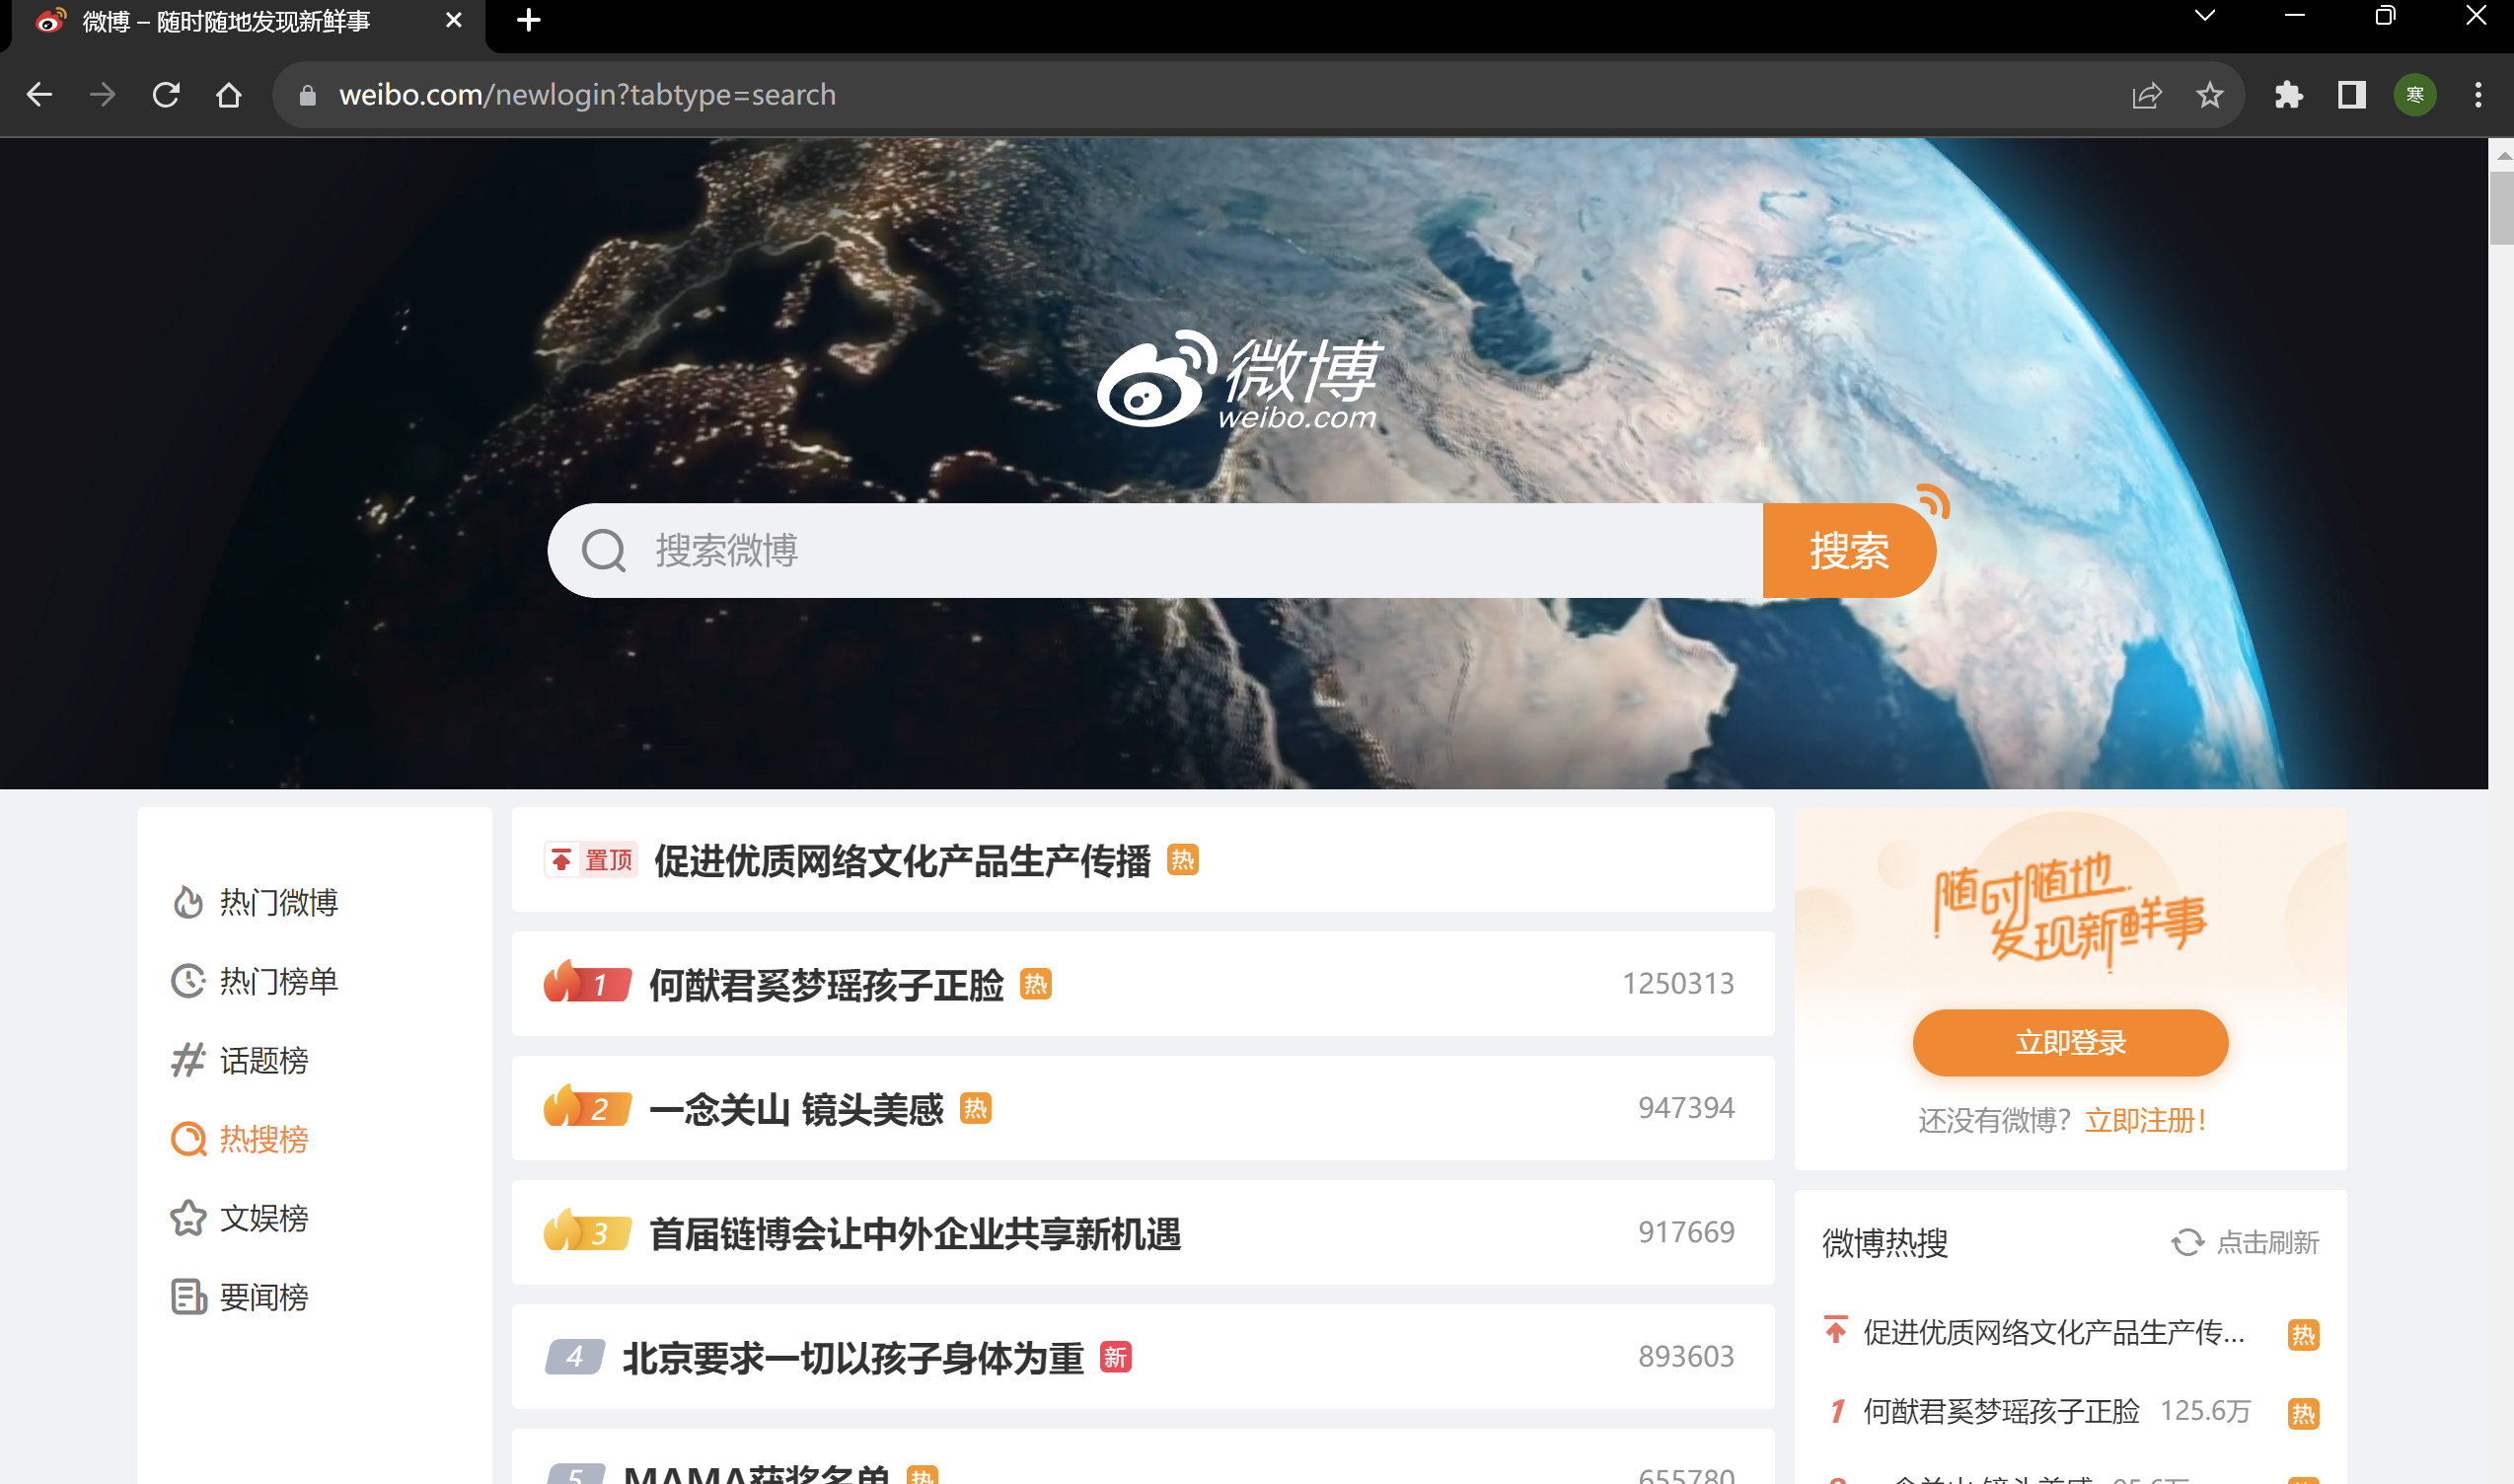 微博 – 随时随地发现新鲜事
weibo.com/newlogin?tabtype=search
寒
微博
weibo.com
搜索微博
搜索
热门微博
热门榜单
话题榜
热搜榜
文娱榜
要闻榜
置顶 促进优质网络文化产品生产传播 热
1 何猷君奚梦瑶孩子正脸 热 1250313
2 一念关山 镜头美感 热 947394
3 首届链博会让中外企业共享新机遇 917669
4 北京要求一切以孩子身体为重 新 893603
5 MAMA获奖名单 热 655780
随时随地
发现新鲜事
立即登录
还没有微博？立即注册！
微博热搜 点击刷新
促进优质网络文化产品生产传... 热
1 何猷君奚梦瑶孩子正脸 125.6万 热